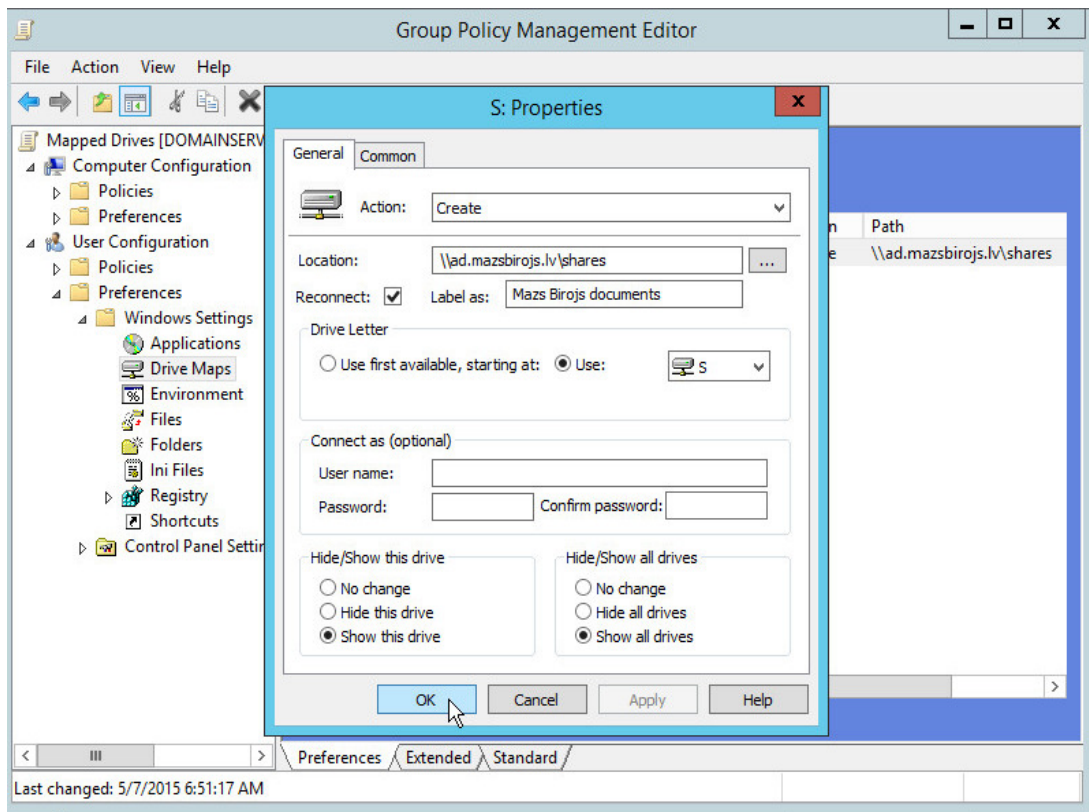 Group Policy Management Editor
File Action View Help
S: Properties
Mapped Drives [DOMAINSERV
Computer Configuration
Policies
Preferences
User Configuration
Policies
Preferences
Windows Settings
Applications
Drive Maps
Environment
Files
Folders
Ini Files
Registry
Shortcuts
Control Panel Settin
General Common
Action: Create
Location: \\ad.mazsbirojs.lv\shares ...
Reconnect: Label as: Mazs Birojs documents
Drive Letter
Use first available, starting at: Use: S
Connect as (optional)
User name:
Password: Confirm password:
Hide/Show this drive
No change
Hide this drive
Show this drive
Hide/Show all drives
No change
Hide all drives
Show all drives
OK Cancel Apply Help
n Path
e \\ad.mazsbirojs.lv\shares
Preferences Extended Standard
Last changed: 5/7/2015 6:51:17 AM